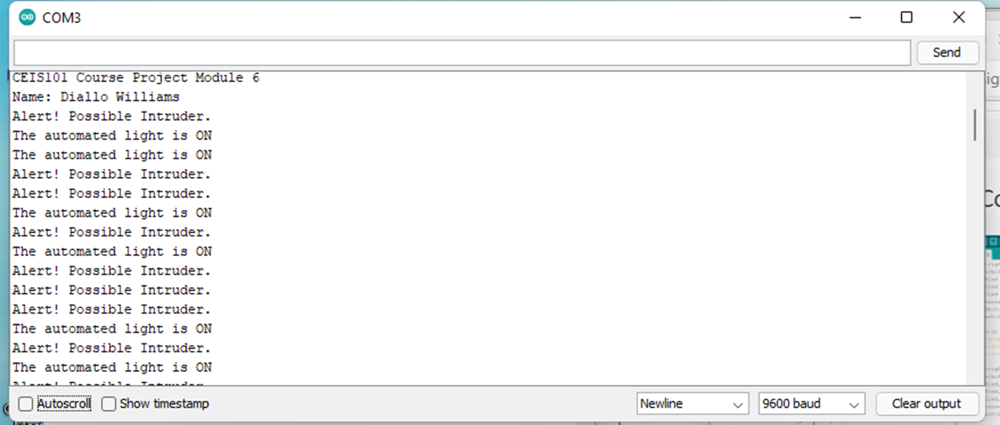 COM3
Send
CEIS101 Course Project Module 6
Name: Diallo Williams
Alert! Possible Intruder.
The automated light is ON
The automated light is ON
Alert! Possible Intruder.
Alert! Possible Intruder.
The automated light is ON
Alert! Possible Intruder.
The automated light is ON
Alert! Possible Intruder.
Alert! Possible Intruder.
Alert! Possible Intruder.
The automated light is ON
Alert! Possible Intruder.
The automated light is ON
Alert! Possible Intruder.
Autoscroll Show timestamp Newline 9600 baud Clear output